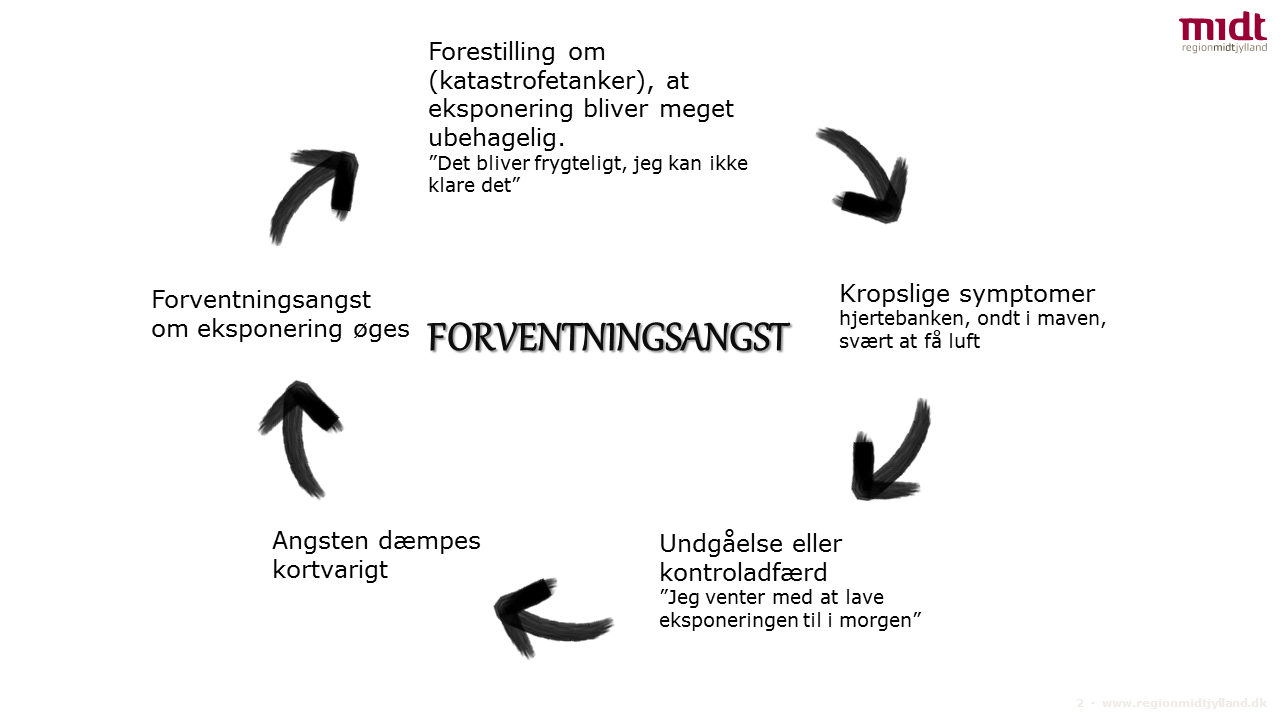 midt
regionmidtjylland
Forestilling om
(katastrofetanker), at
eksponering bliver meget
ubehagelig.
”Det bliver frygteligt, jeg kan ikke
klare det”
Kropslige symptomer
hjertebanken, ondt i maven,
svært at få luft
Forventningsangst
om eksponering øges
FORVENTNINGSANGST
Undgåelse eller
kontroladfærd
”Jeg venter med at lave
eksponeringen til i morgen”
Angsten dæmpes
kortvarigt
2 · www.regionmidtjylland.dk